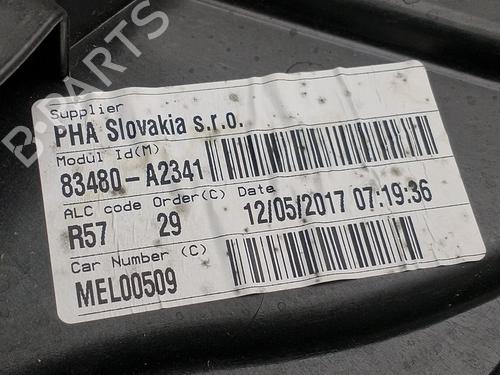 Supplier
PHA Slovakia s.r.o.
Modul Id(M)
83480-A2341
ALC code Order(C) Date
R57 29 12/05/2017 07:19:36
Car Number (C)
MEL00509
B-PARTS